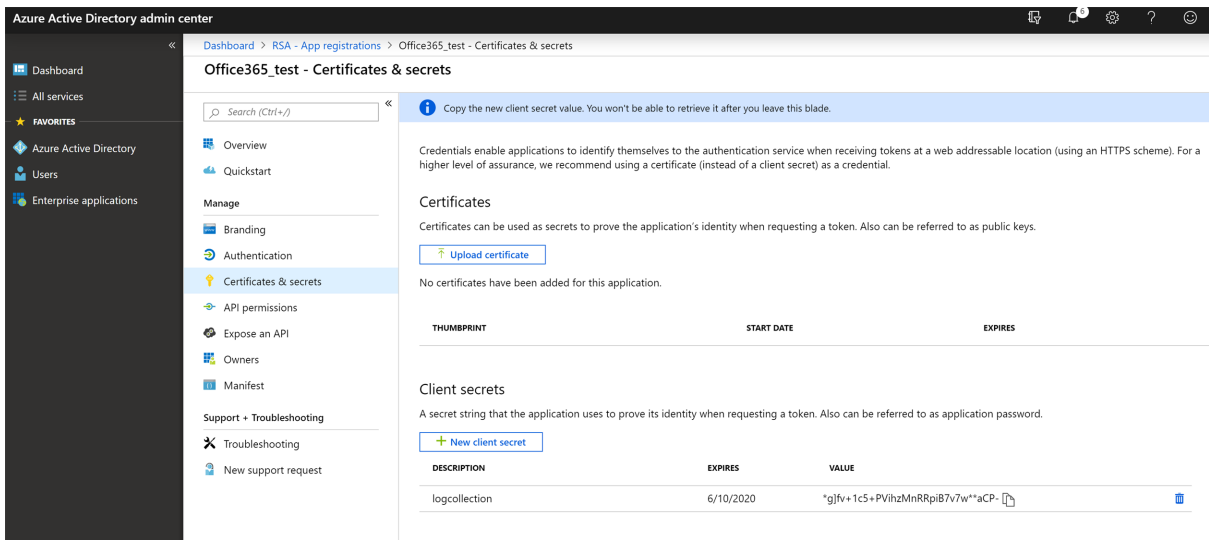 Azure Active Directory admin center
6
Dashboard
All services
FAVORITES
Azure Active Directory
Users
Enterprise applications
Dashboard > RSA - App registrations > Office365_test - Certificates & secrets
Office365_test - Certificates & secrets
Search (Ctrl+/)
Overview
Quickstart
Manage
Branding
Authentication
Certificates & secrets
API permissions
Expose an API
Owners
Manifest
Support + Troubleshooting
Troubleshooting
New support request
Copy the new client secret value. You won't be able to retrieve it after you leave this blade.
Credentials enable applications to identify themselves to the authentication service when receiving tokens at a web addressable location (using an HTTPS scheme). For a
higher level of assurance, we recommend using a certificate (instead of a client secret) as a credential.
Certificates
Certificates can be used as secrets to prove the application's identity when requesting a token. Also can be referred to as public keys.
Upload certificate
No certificates have been added for this application.
THUMBPRINT START DATE EXPIRES
Client secrets
A secret string that the application uses to prove its identity when requesting a token. Also can be referred to as application password.
New client secret
DESCRIPTION EXPIRES VALUE
logcollection 6/10/2020 *g]fv+1c5+PVihzMnRRpiB7v7w**aCP-